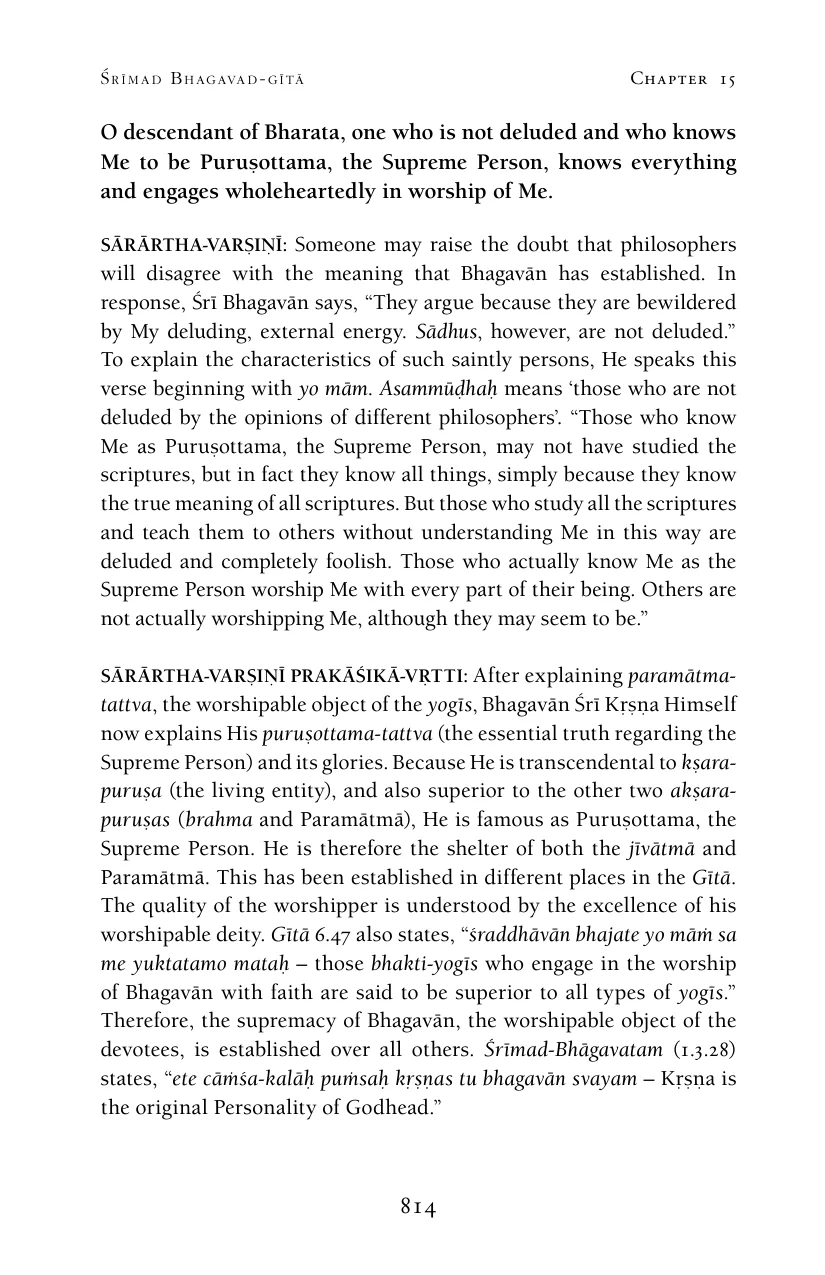 Śrīmad Bhagavad-gītā Chapter 15
O descendant of Bharata, one who is not deluded and who knows
Me to be Puruṣottama, the Supreme Person, knows everything
and engages wholeheartedly in worship of Me.
SĀRĀRTHA-VARṢIṆĪ: Someone may raise the doubt that philosophers
will disagree with the meaning that Bhagavān has established. In
response, Śrī Bhagavān says, “They argue because they are bewildered
by My deluding, external energy. Sādhus, however, are not deluded.”
To explain the characteristics of such saintly persons, He speaks this
verse beginning with yo mām. Asammūḍhaḥ means ‘those who are not
deluded by the opinions of different philosophers’. “Those who know
Me as Puruṣottama, the Supreme Person, may not have studied the
scriptures, but in fact they know all things, simply because they know
the true meaning of all scriptures. But those who study all the scriptures
and teach them to others without understanding Me in this way are
deluded and completely foolish. Those who actually know Me as the
Supreme Person worship Me with every part of their being. Others are
not actually worshipping Me, although they may seem to be.”
SĀRĀRTHA-VARṢIṆĪ PRAKĀŚIKĀ-VṚTTI: After explaining paramātma-
tattva, the worshipable object of the yogīs, Bhagavān Śrī Kṛṣṇa Himself
now explains His puruṣottama-tattva (the essential truth regarding the
Supreme Person) and its glories. Because He is transcendental to kṣara-
puruṣa (the living entity), and also superior to the other two akṣara-
puruṣas (brahma and Paramātmā), He is famous as Puruṣottama, the
Supreme Person. He is therefore the shelter of both the jīvātmā and
Paramātmā. This has been established in different places in the Gītā.
The quality of the worshipper is understood by the excellence of his
worshipable deity. Gītā 6.47 also states, “śraddhāvān bhajate yo māṁ sa
me yuktatamo mataḥ – those bhakti-yogīs who engage in the worship
of Bhagavān with faith are said to be superior to all types of yogīs.”
Therefore, the supremacy of Bhagavān, the worshipable object of the
devotees, is established over all others. Śrīmad-Bhāgavatam (1.3.28)
states, “ete cāṁśa-kalāḥ puṁsaḥ kṛṣṇas tu bhagavān svayam – Kṛṣṇa is
the original Personality of Godhead.”
814